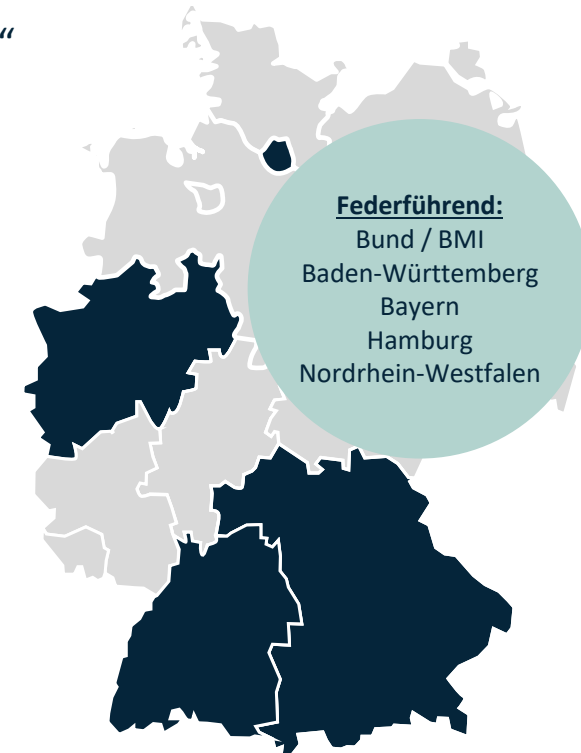 “
Federführend:
Bund / BMI
Baden-Württemberg
Bayern
Hamburg
Nordrhein-Westfalen